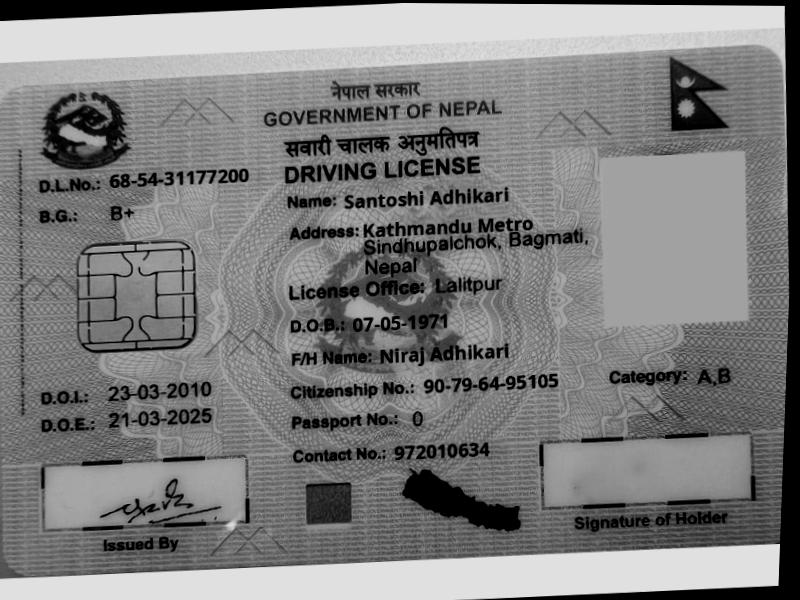 नेपाल सरकार
GOVERNMENT OF NEPAL
सवारी चालक अनुमतिपत्र
DRIVING LICENSE
D.L.No.: 68-54-31177200
B.G.: B+
Name: Santoshi Adhikari
Address: Kathmandu Metro
Sindhupalchok, Bagmati,
Nepal
License Office: Lalitpur
D.O.B.: 07-05-1971
F/H Name: Niraj Adhikari
D.O.I.: 23-03-2010
Citizenship No.: 90-79-64-95105
Category: A,B
D.O.E.: 21-03-2025
Passport No.: 0
Contact No.: 972010634
Issued By
Signature of Holder